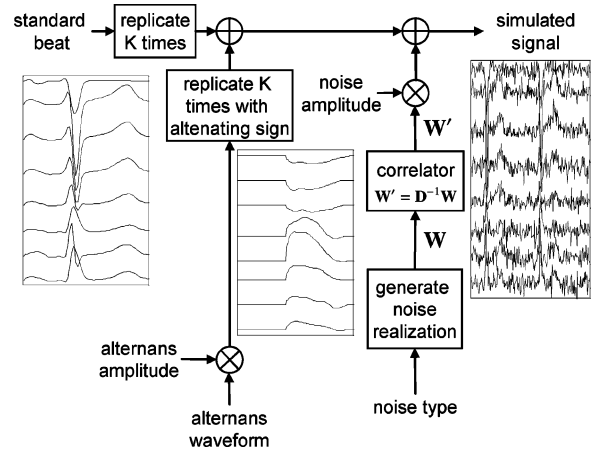 standard
beat
replicate
K times
simulated
signal
replicate K
times with
altenating sign
noise
amplitude
W′
correlator
W′ = D⁻¹W
W
generate
noise
realization
alternans
amplitude
alternans
waveform
noise type